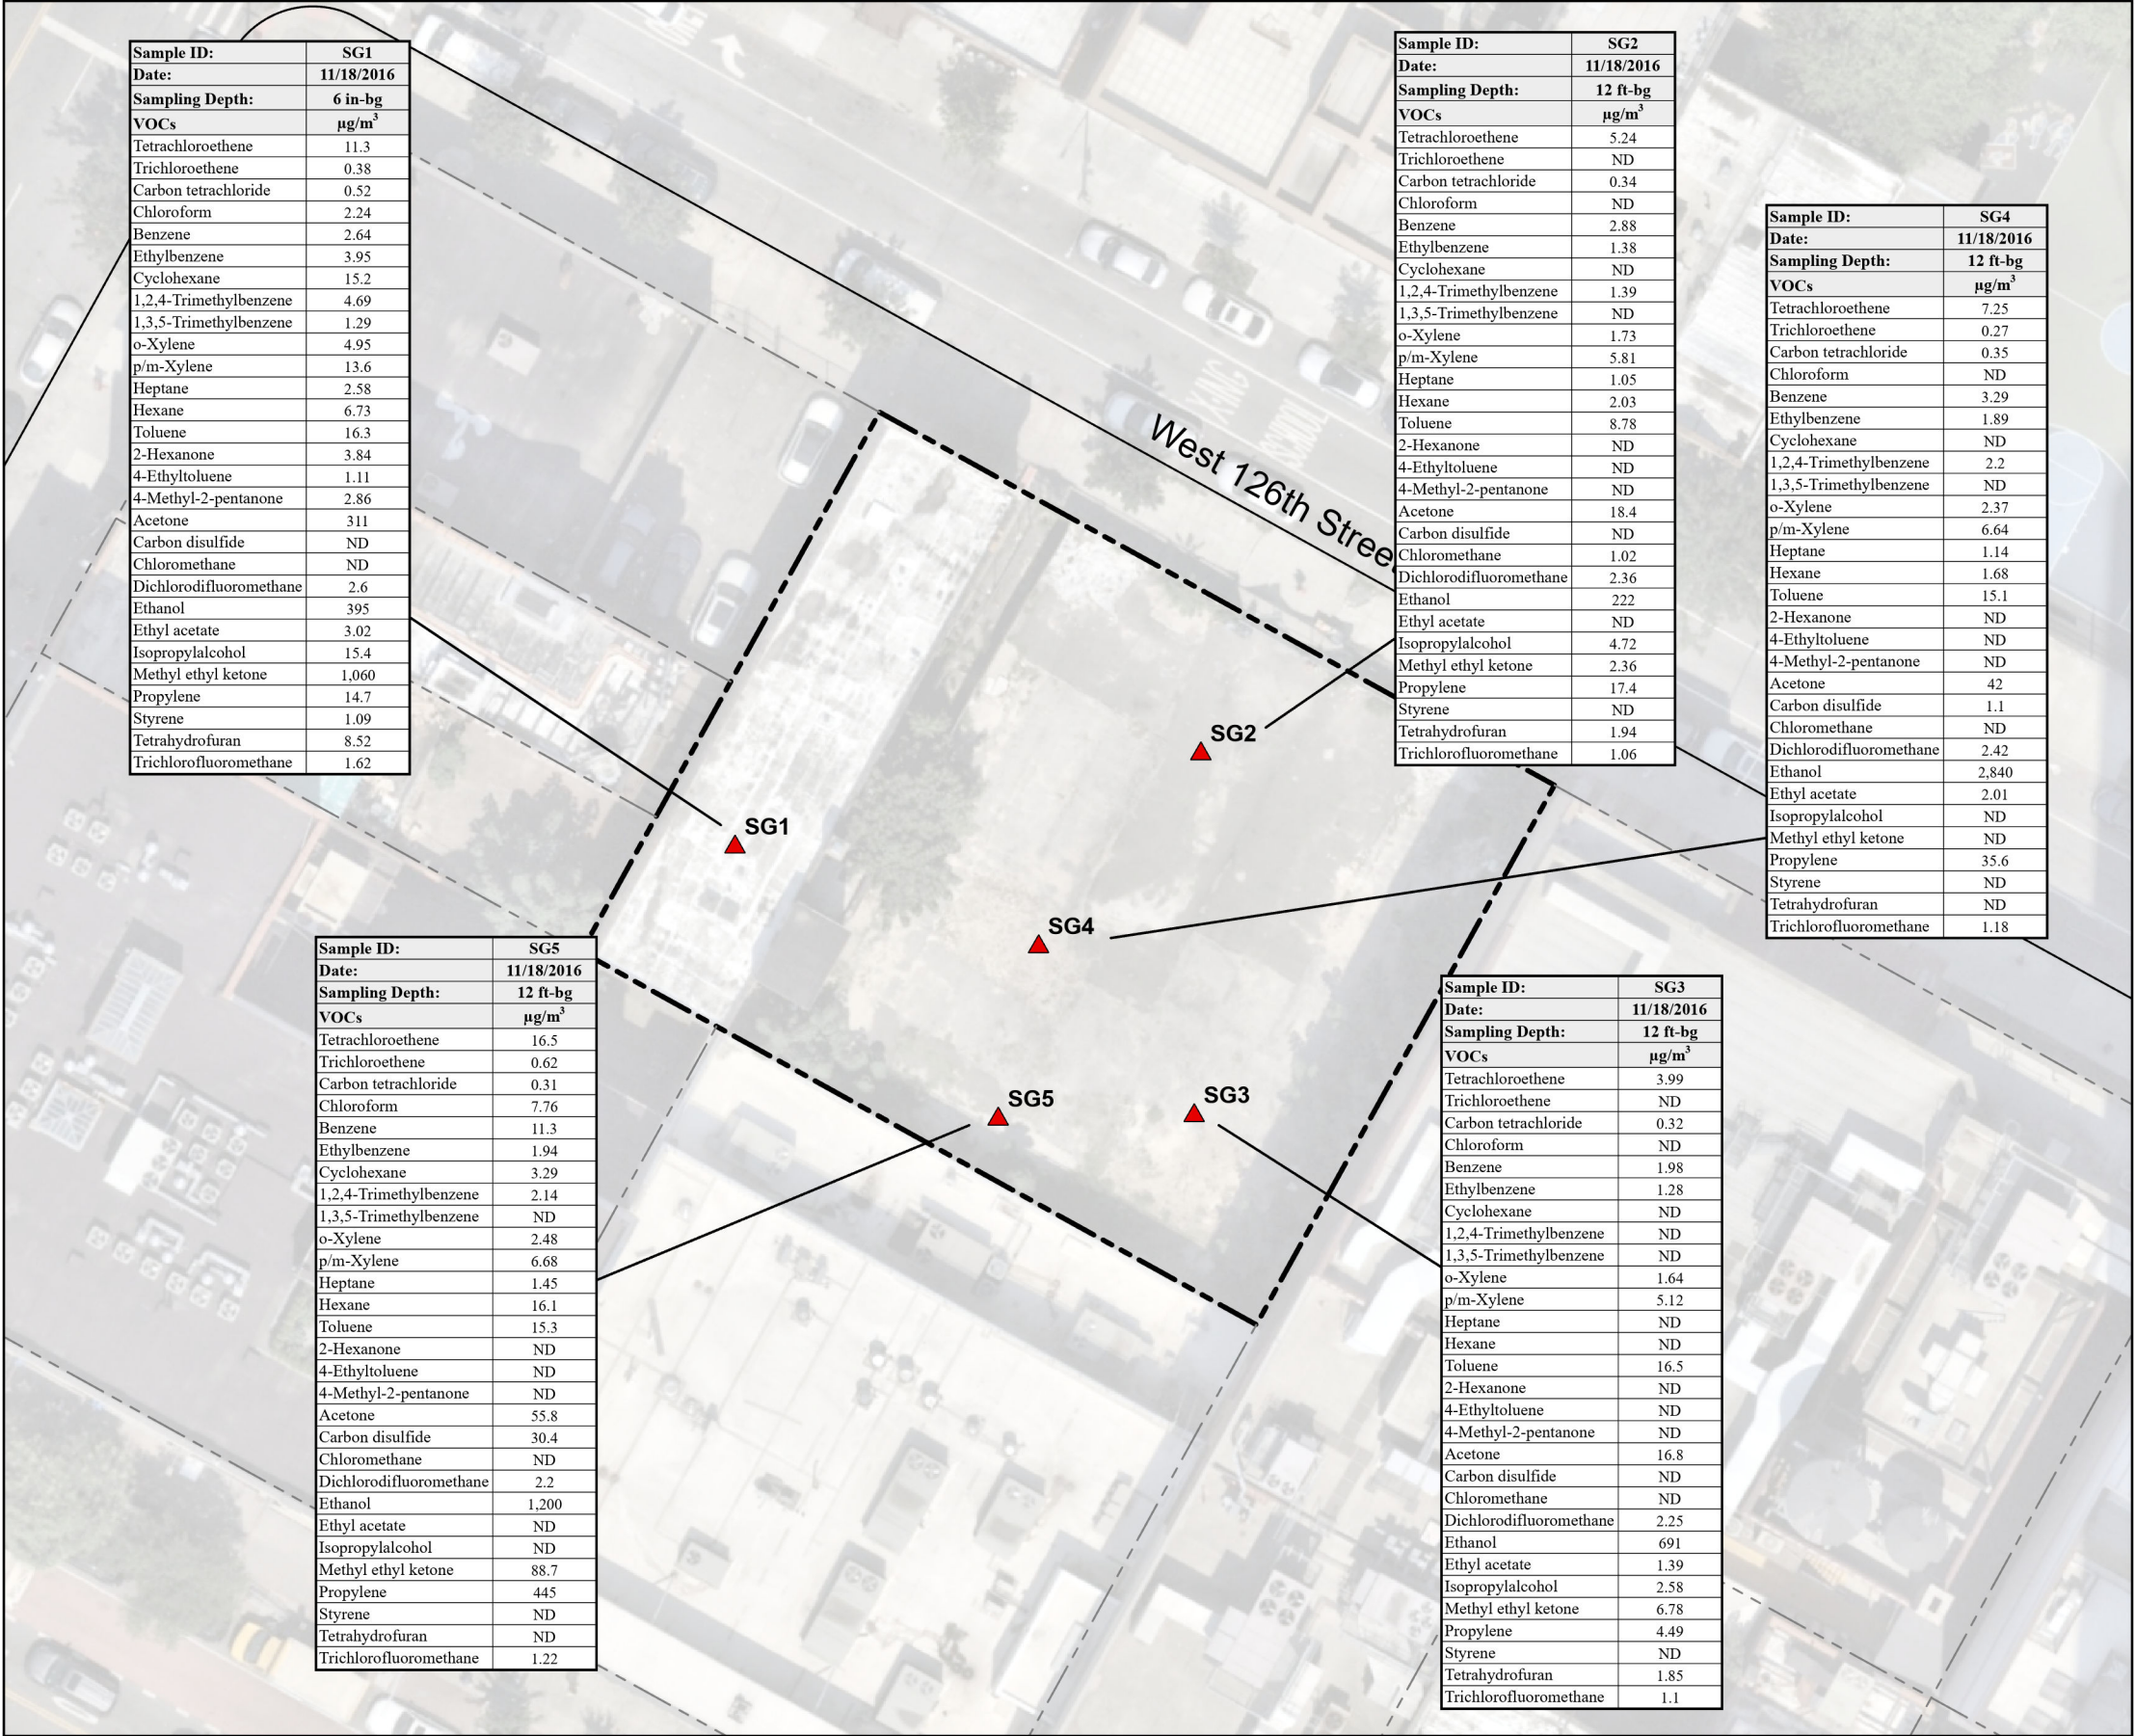 Sample ID: SG1
Date: 11/18/2016
Sampling Depth: 6 in-bg
VOCs µg/m³
Tetrachloroethene 11.3
Trichloroethene 0.38
Carbon tetrachloride 0.52
Chloroform 2.24
Benzene 2.64
Ethylbenzene 3.95
Cyclohexane 15.2
1,2,4-Trimethylbenzene 4.69
1,3,5-Trimethylbenzene 1.29
o-Xylene 4.95
p/m-Xylene 13.6
Heptane 2.58
Hexane 6.73
Toluene 16.3
2-Hexanone 3.84
4-Ethyltoluene 1.11
4-Methyl-2-pentanone 2.86
Acetone 311
Carbon disulfide ND
Chloromethane ND
Dichlorodifluoromethane 2.6
Ethanol 395
Ethyl acetate 3.02
Isopropylalcohol 15.4
Methyl ethyl ketone 1,060
Propylene 14.7
Styrene 1.09
Tetrahydrofuran 8.52
Trichlorofluoromethane 1.62
Sample ID: SG2
Date: 11/18/2016
Sampling Depth: 12 ft-bg
VOCs µg/m³
Tetrachloroethene 5.24
Trichloroethene ND
Carbon tetrachloride 0.34
Chloroform ND
Benzene 2.88
Ethylbenzene 1.38
Cyclohexane ND
1,2,4-Trimethylbenzene 1.39
1,3,5-Trimethylbenzene ND
o-Xylene 1.73
p/m-Xylene 5.81
Heptane 1.05
Hexane 2.03
Toluene 8.78
2-Hexanone ND
4-Ethyltoluene ND
4-Methyl-2-pentanone ND
Acetone 18.4
Carbon disulfide ND
Chloromethane 1.02
Dichlorodifluoromethane 2.36
Ethanol 222
Ethyl acetate ND
Isopropylalcohol 4.72
Methyl ethyl ketone 2.36
Propylene 17.4
Styrene ND
Tetrahydrofuran 1.94
Trichlorofluoromethane 1.06
Sample ID: SG4
Date: 11/18/2016
Sampling Depth: 12 ft-bg
VOCs µg/m³
Tetrachloroethene 7.25
Trichloroethene 0.27
Carbon tetrachloride 0.35
Chloroform ND
Benzene 3.29
Ethylbenzene 1.89
Cyclohexane ND
1,2,4-Trimethylbenzene 2.2
1,3,5-Trimethylbenzene ND
o-Xylene 2.37
p/m-Xylene 6.64
Heptane 1.14
Hexane 1.68
Toluene 15.1
2-Hexanone ND
4-Ethyltoluene ND
4-Methyl-2-pentanone ND
Acetone 42
Carbon disulfide 1.1
Chloromethane ND
Dichlorodifluoromethane 2.42
Ethanol 2,840
Ethyl acetate 2.01
Isopropylalcohol ND
Methyl ethyl ketone ND
Propylene 35.6
Styrene ND
Tetrahydrofuran ND
Trichlorofluoromethane 1.18
West 126th Stree
SG2
SG1
SG4
SG5
SG3
Sample ID: SG5
Date: 11/18/2016
Sampling Depth: 12 ft-bg
VOCs µg/m³
Tetrachloroethene 16.5
Trichloroethene 0.62
Carbon tetrachloride 0.31
Chloroform 7.76
Benzene 11.3
Ethylbenzene 1.94
Cyclohexane 3.29
1,2,4-Trimethylbenzene 2.14
1,3,5-Trimethylbenzene ND
o-Xylene 2.48
p/m-Xylene 6.68
Heptane 1.45
Hexane 16.1
Toluene 15.3
2-Hexanone ND
4-Ethyltoluene ND
4-Methyl-2-pentanone ND
Acetone 55.8
Carbon disulfide 30.4
Chloromethane ND
Dichlorodifluoromethane 2.2
Ethanol 1,200
Ethyl acetate ND
Isopropylalcohol ND
Methyl ethyl ketone 88.7
Propylene 445
Styrene ND
Tetrahydrofuran ND
Trichlorofluoromethane 1.22
Sample ID: SG3
Date: 11/18/2016
Sampling Depth: 12 ft-bg
VOCs µg/m³
Tetrachloroethene 3.99
Trichloroethene ND
Carbon tetrachloride 0.32
Chloroform ND
Benzene 1.98
Ethylbenzene 1.28
Cyclohexane ND
1,2,4-Trimethylbenzene ND
1,3,5-Trimethylbenzene ND
o-Xylene 1.64
p/m-Xylene 5.12
Heptane ND
Hexane ND
Toluene 16.5
2-Hexanone ND
4-Ethyltoluene ND
4-Methyl-2-pentanone ND
Acetone 16.8
Carbon disulfide ND
Chloromethane ND
Dichlorodifluoromethane 2.25
Ethanol 691
Ethyl acetate 1.39
Isopropylalcohol 2.58
Methyl ethyl ketone 6.78
Propylene 4.49
Styrene ND
Tetrahydrofuran 1.85
Trichlorofluoromethane 1.1